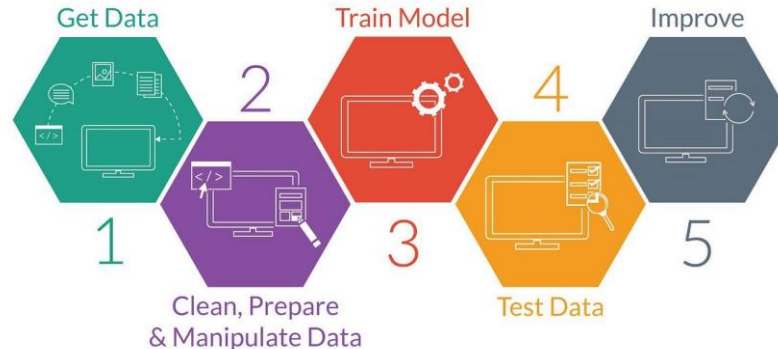 Get Data
1
2
Clean, Prepare
& Manipulate Data
Train Model
3
4
Test Data
Improve
5
</>
</>